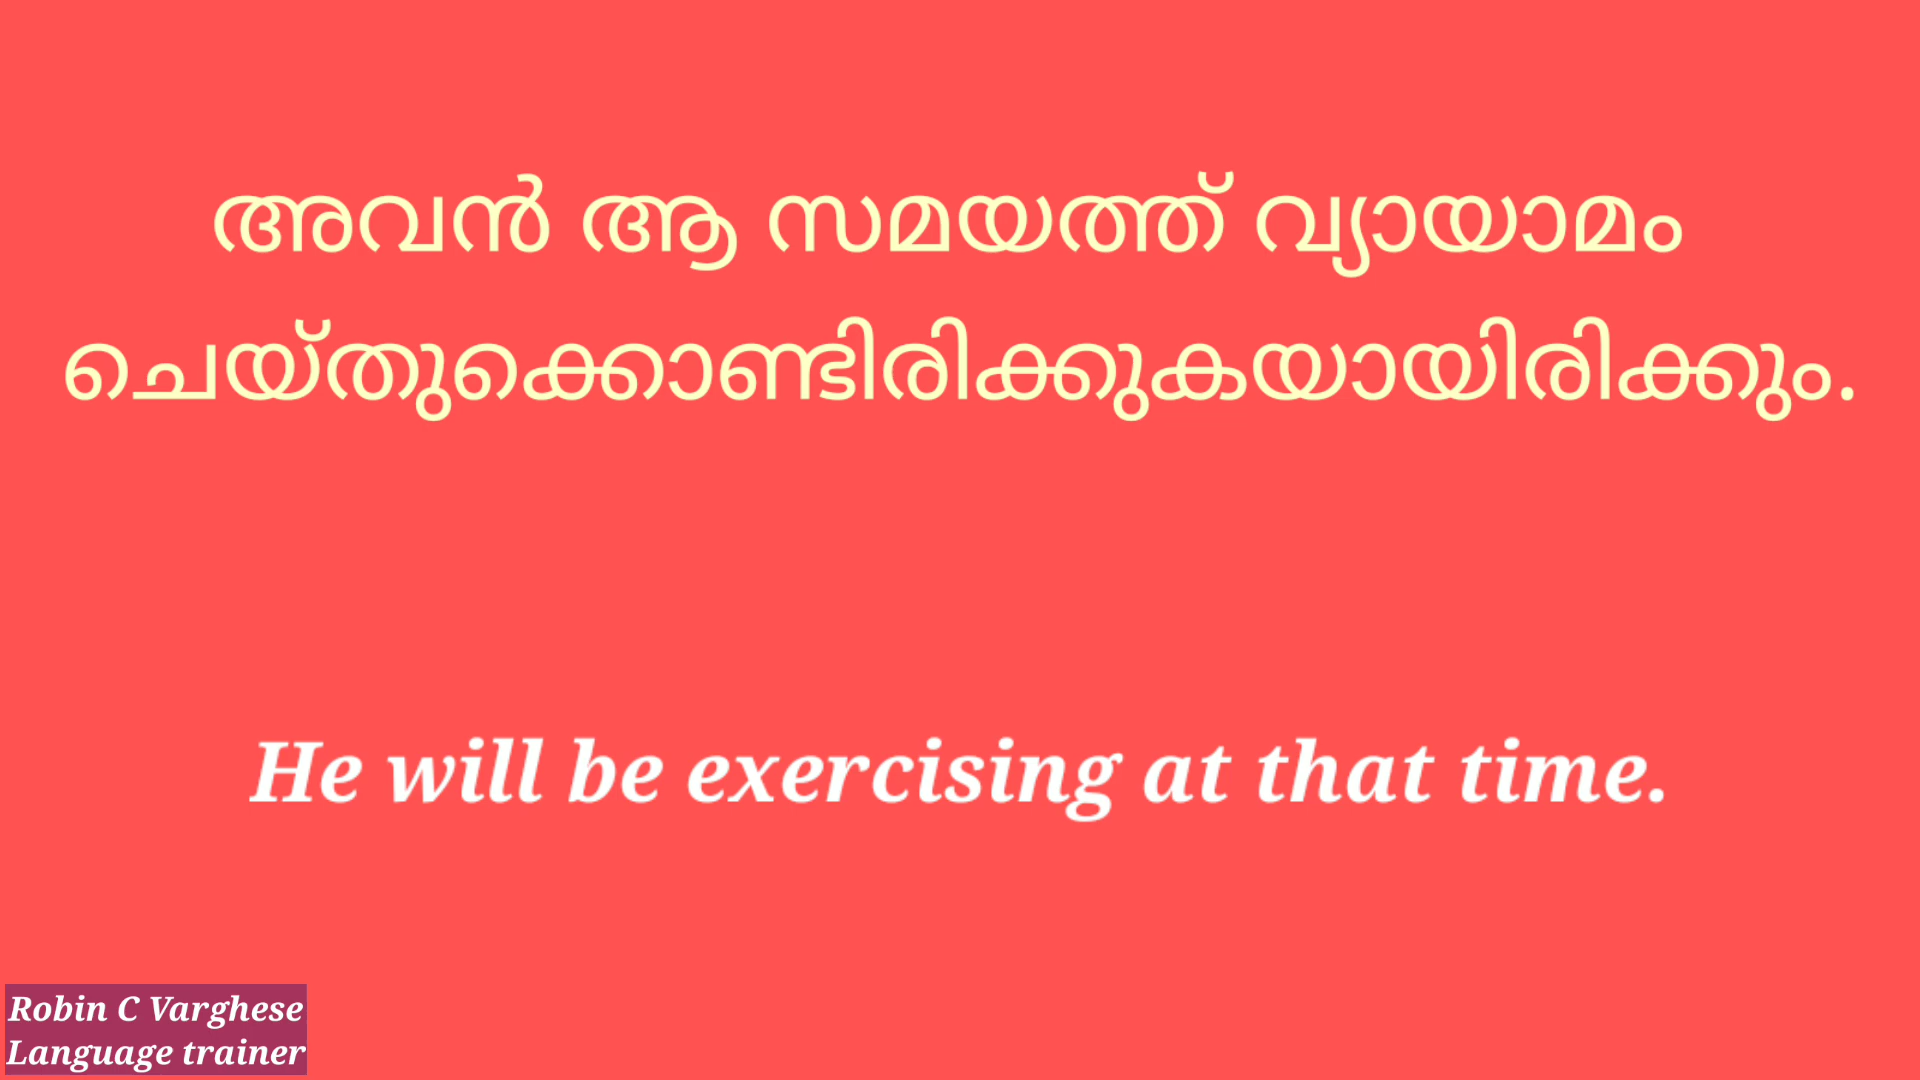 അവൻ ആ സമയത്ത് വ്യായാമം
ചെയ്തുക്കൊണ്ടിരിക്കുകയായിരിക്കും.
He will be exercising at that time.
Robin C Varghese
Language trainer